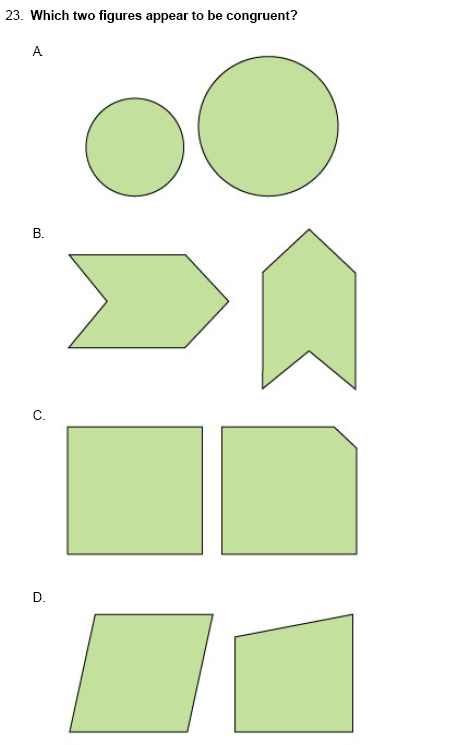 23. Which two figures appear to be congruent?
A.
B.
C.
D.